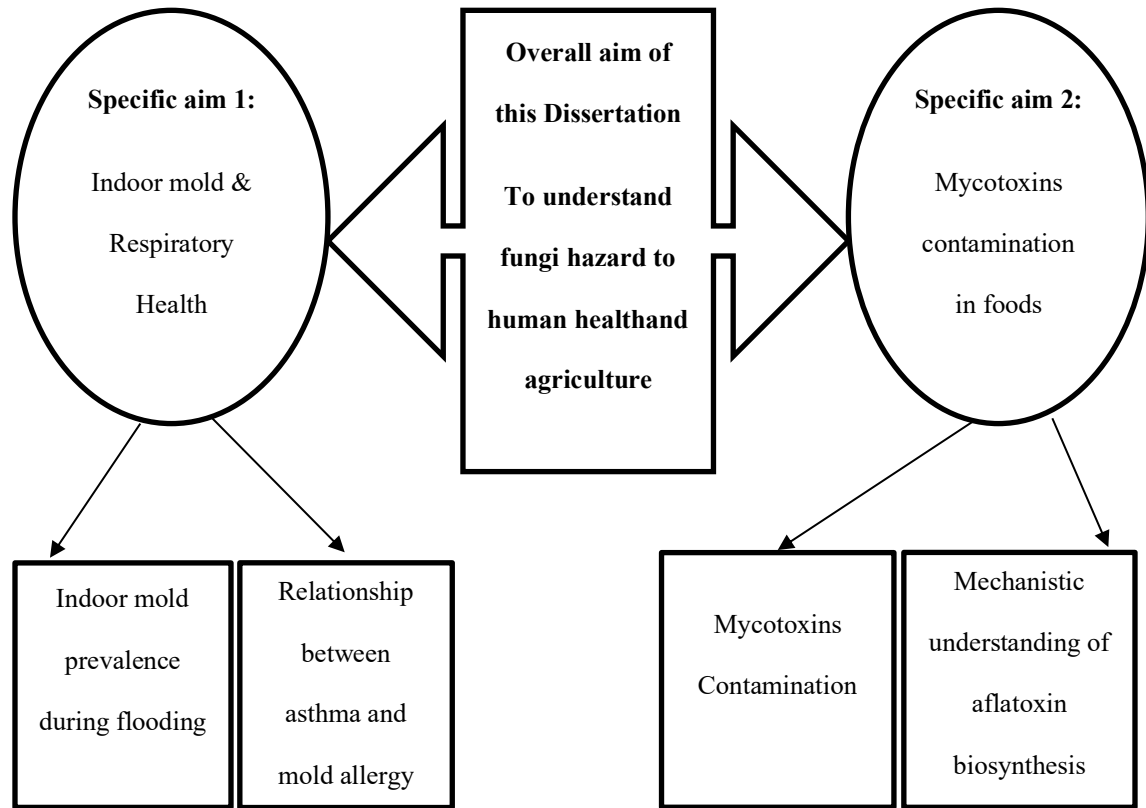 Specific aim 1:
Indoor mold &
Respiratory
Health
Overall aim of
this Dissertation
To understand
fungi hazard to
human healthand
agriculture
Specific aim 2:
Mycotoxins
contamination
in foods
Indoor mold
prevalence
during flooding
Relationship
between
asthma and
mold allergy
Mycotoxins
Contamination
Mechanistic
understanding of
aflatoxin
biosynthesis